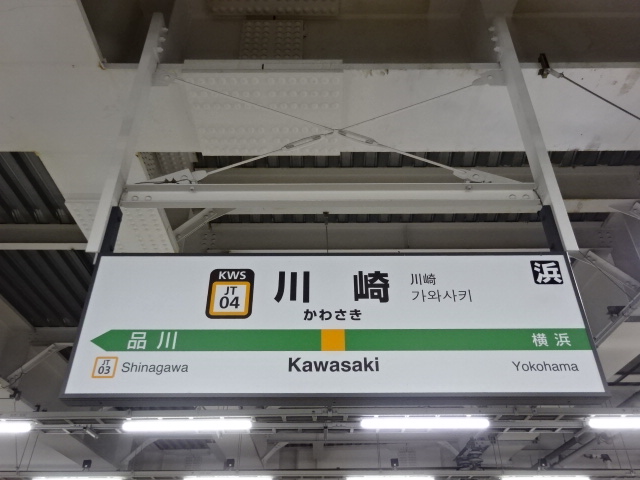 KWS
JT
04
川崎
かわさき
川崎
가와사키
浜
品川
横浜
JT
03
Shinagawa
Kawasaki
Yokohama